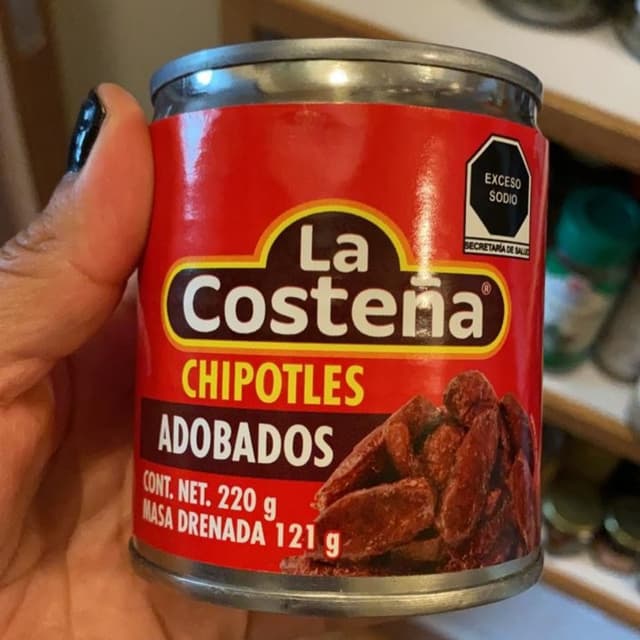 EXCESO
SODIO
SECRETARÍA DE SALUD
La
Costeña®
CHIPOTLES
ADOBADOS
CONT. NET. 220 g
MASA DRENADA 121 g